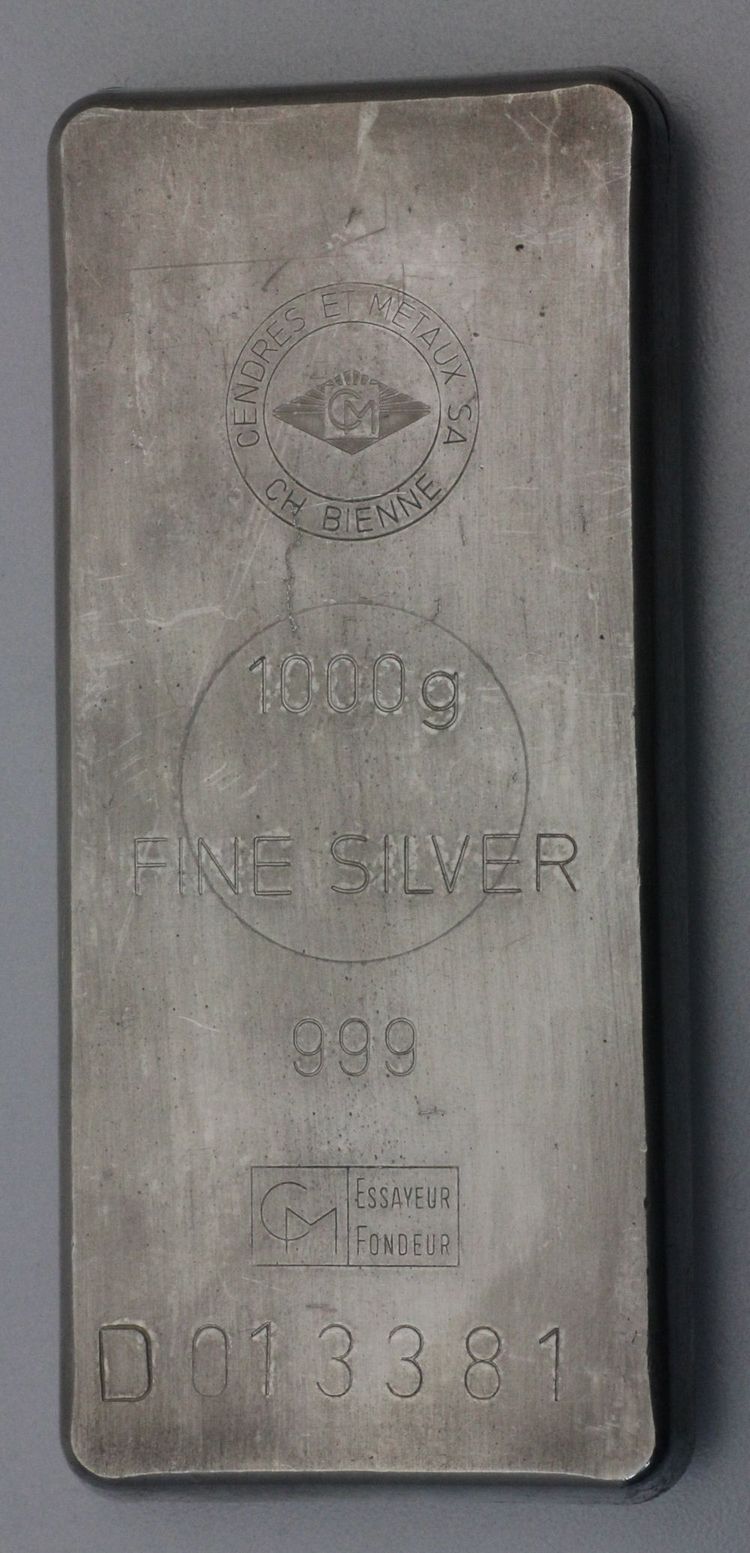 CENDRES ET METAUX SA
CM
CH BIENNE
1000g
FINE SILVER
999
CM ESSAYEUR
FONDEUR
D013381